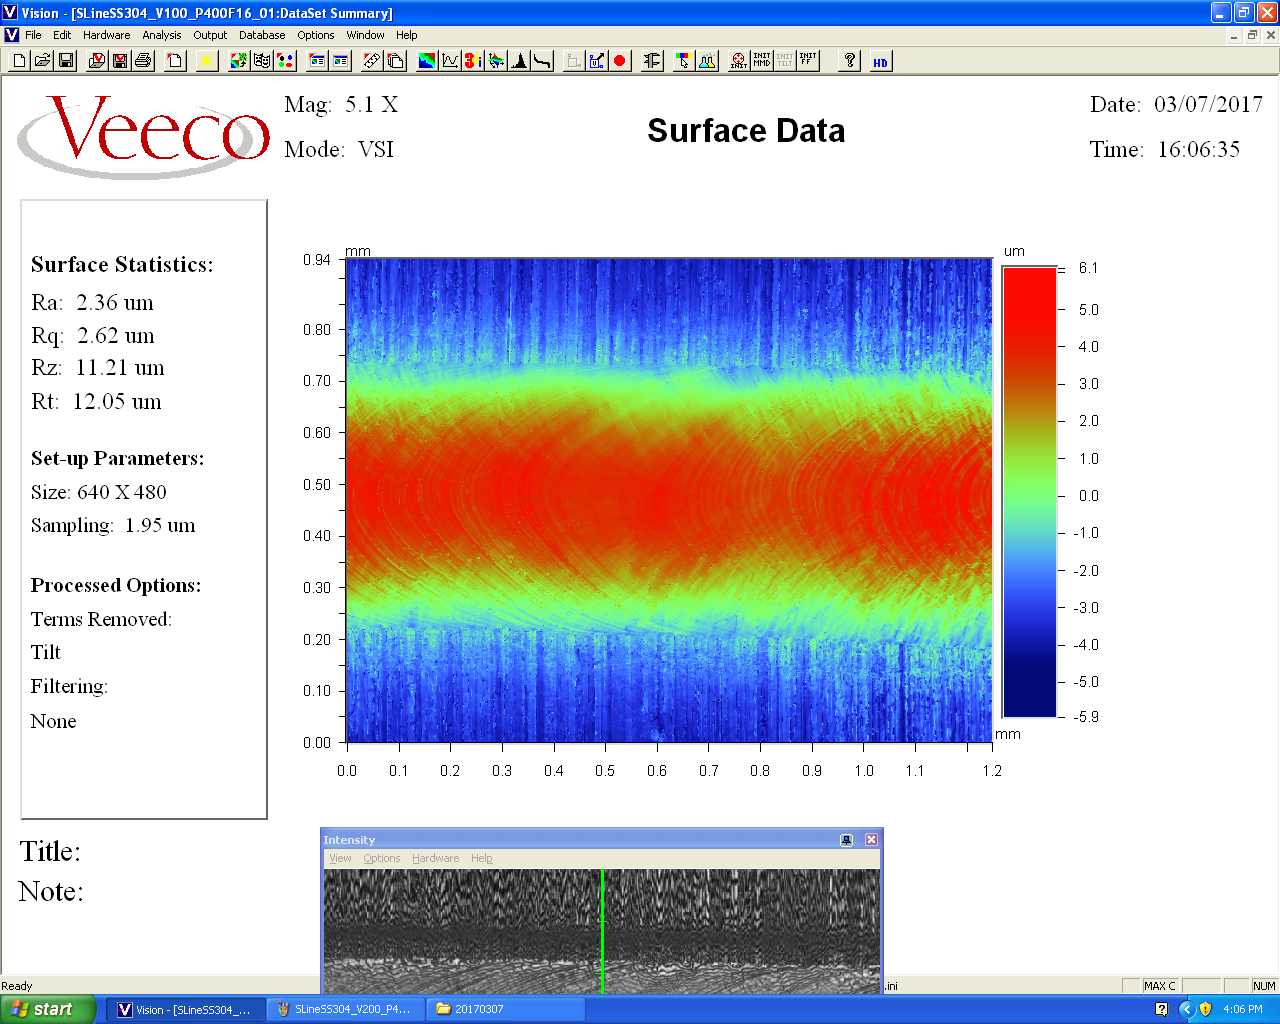 Vision - [SLineSS304_V100_P400F16_01:DataSet Summary]
File Edit Hardware Analysis Output Database Options Window Help
INIT INIT MMD INIT TILT INIT FF ? HD
Veeco
Mag: 5.1 X
Mode: VSI
Surface Data
Date: 03/07/2017
Time: 16:06:35
Surface Statistics:
Ra: 2.36 um
Rq: 2.62 um
Rz: 11.21 um
Rt: 12.05 um
Set-up Parameters:
Size: 640 X 480
Sampling: 1.95 um
Processed Options:
Terms Removed:
Tilt
Filtering:
None
mm
0.94
0.80
0.70
0.60
0.50
0.40
0.30
0.20
0.10
0.00
0.0 0.1 0.2 0.3 0.4 0.5 0.6 0.7 0.8 0.9 1.0 1.1 1.2
mm
um
6.1
5.0
4.0
3.0
2.0
1.0
0.0
-1.0
-2.0
-3.0
-4.0
-5.0
-5.9
Title:
Note:
Intensity
View Options Hardware Help
Ready
.ini
MAX C NUM
start
Vision - [SLineSS304_...
SLineSS304_V200_P4...
20170307
4:06 PM